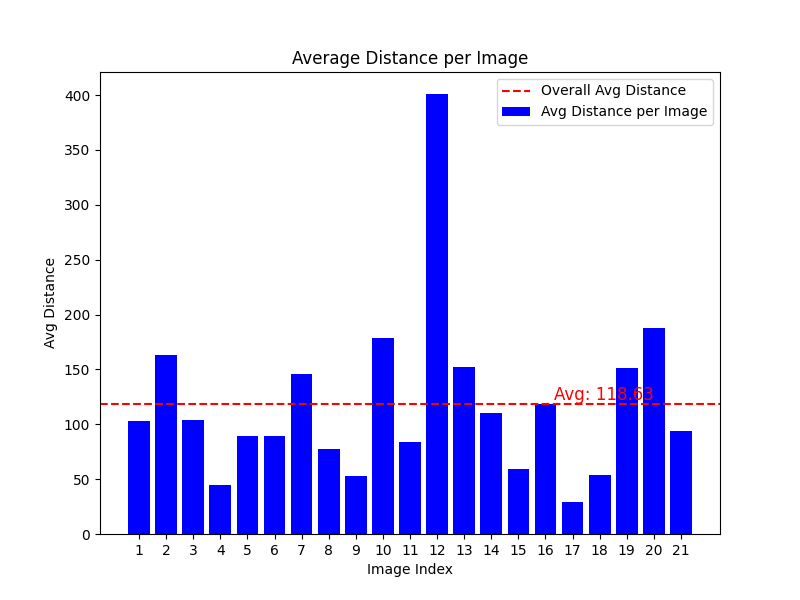 Average Distance per Image
Overall Avg Distance
Avg Distance per Image
400
350
300
250
200
150
100
50
0
Avg Distance
Avg: 118.63
1 2 3 4 5 6 7 8 9 10 11 12 13 14 15 16 17 18 19 20 21
Image Index